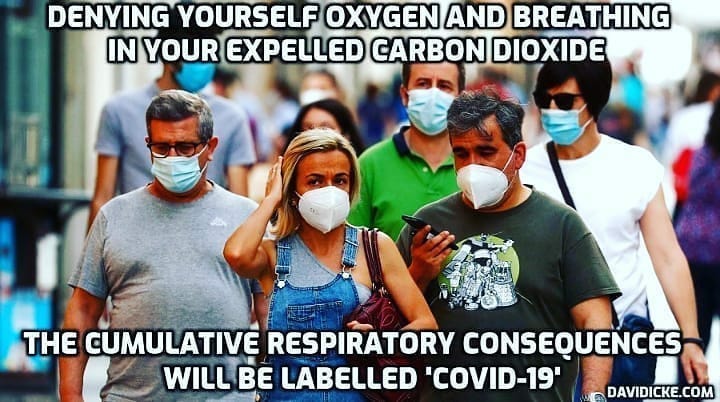 DENYING YOURSELF OXYGEN AND BREATHING
IN YOUR EXPELLED CARBON DIOXIDE
THE CUMULATIVE RESPIRATORY CONSEQUENCES
WILL BE LABELLED 'COVID-19'
DAVIDICKE.COM